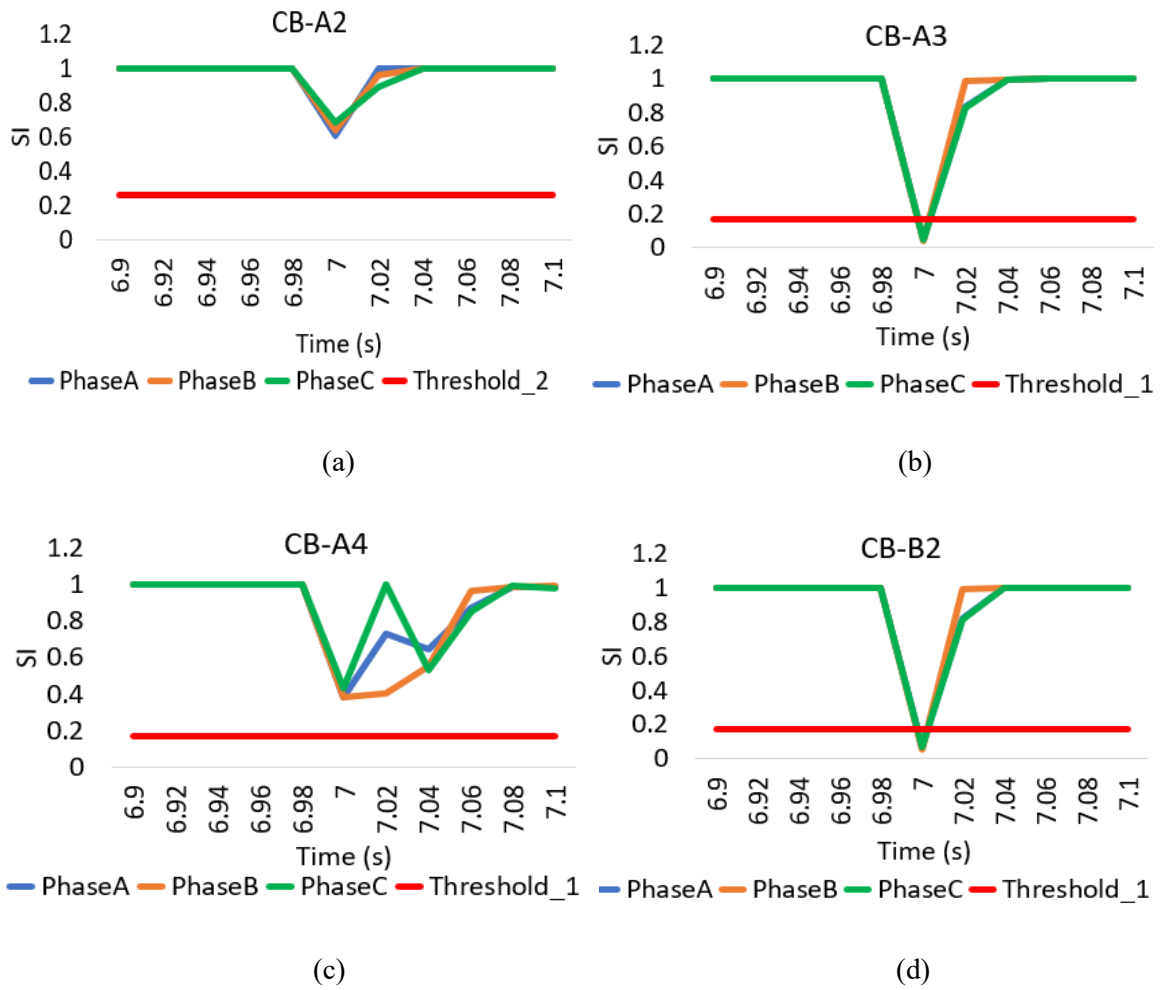 CB-A2
1.2
1
0.8
0.6
0.4
0.2
0
SI
6.9 6.92 6.94 6.96 6.98 7 7.02 7.04 7.06 7.08 7.1
Time (s)
PhaseA PhaseB PhaseC Threshold_2
(a)
CB-A3
1.2
1
0.8
0.6
0.4
0.2
0
SI
6.9 6.92 6.94 6.96 6.98 7 7.02 7.04 7.06 7.08 7.1
Time (s)
PhaseA PhaseB PhaseC Threshold_1
(b)
CB-A4
1.2
1
0.8
0.6
0.4
0.2
0
SI
6.9 6.92 6.94 6.96 6.98 7 7.02 7.04 7.06 7.08 7.1
Time (s)
PhaseA PhaseB PhaseC Threshold_1
(c)
CB-B2
1.2
1
0.8
0.6
0.4
0.2
0
SI
6.9 6.92 6.94 6.96 6.98 7 7.02 7.04 7.06 7.08 7.1
Time (s)
PhaseA PhaseB PhaseC Threshold_1
(d)